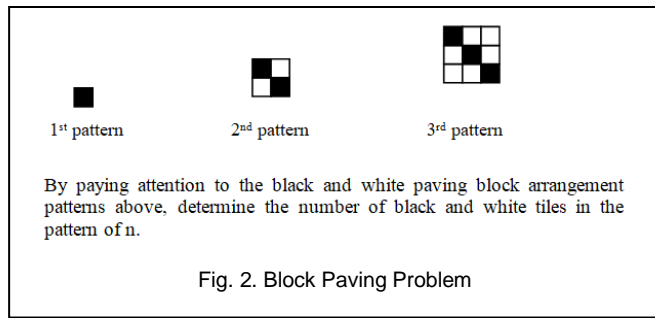 1st pattern 2nd pattern 3rd pattern
By paying attention to the black and white paving block arrangement
patterns above, determine the number of black and white tiles in the
pattern of n.
Fig. 2. Block Paving Problem